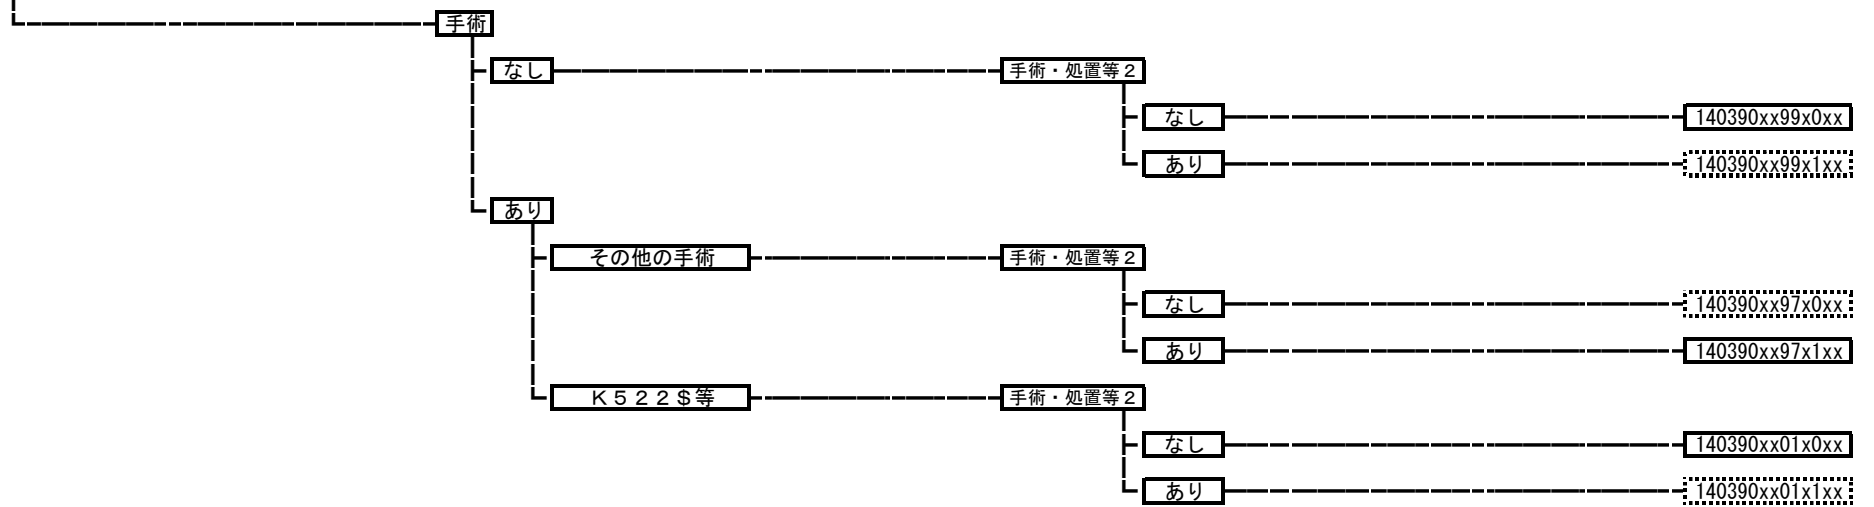 手術
なし 手術・処置等２
なし 140390xx99x0xx
あり 140390xx99x1xx
あり
その他の手術 手術・処置等２
なし 140390xx97x0xx
あり 140390xx97x1xx
Ｋ５２２＄等 手術・処置等２
なし 140390xx01x0xx
あり 140390xx01x1xx